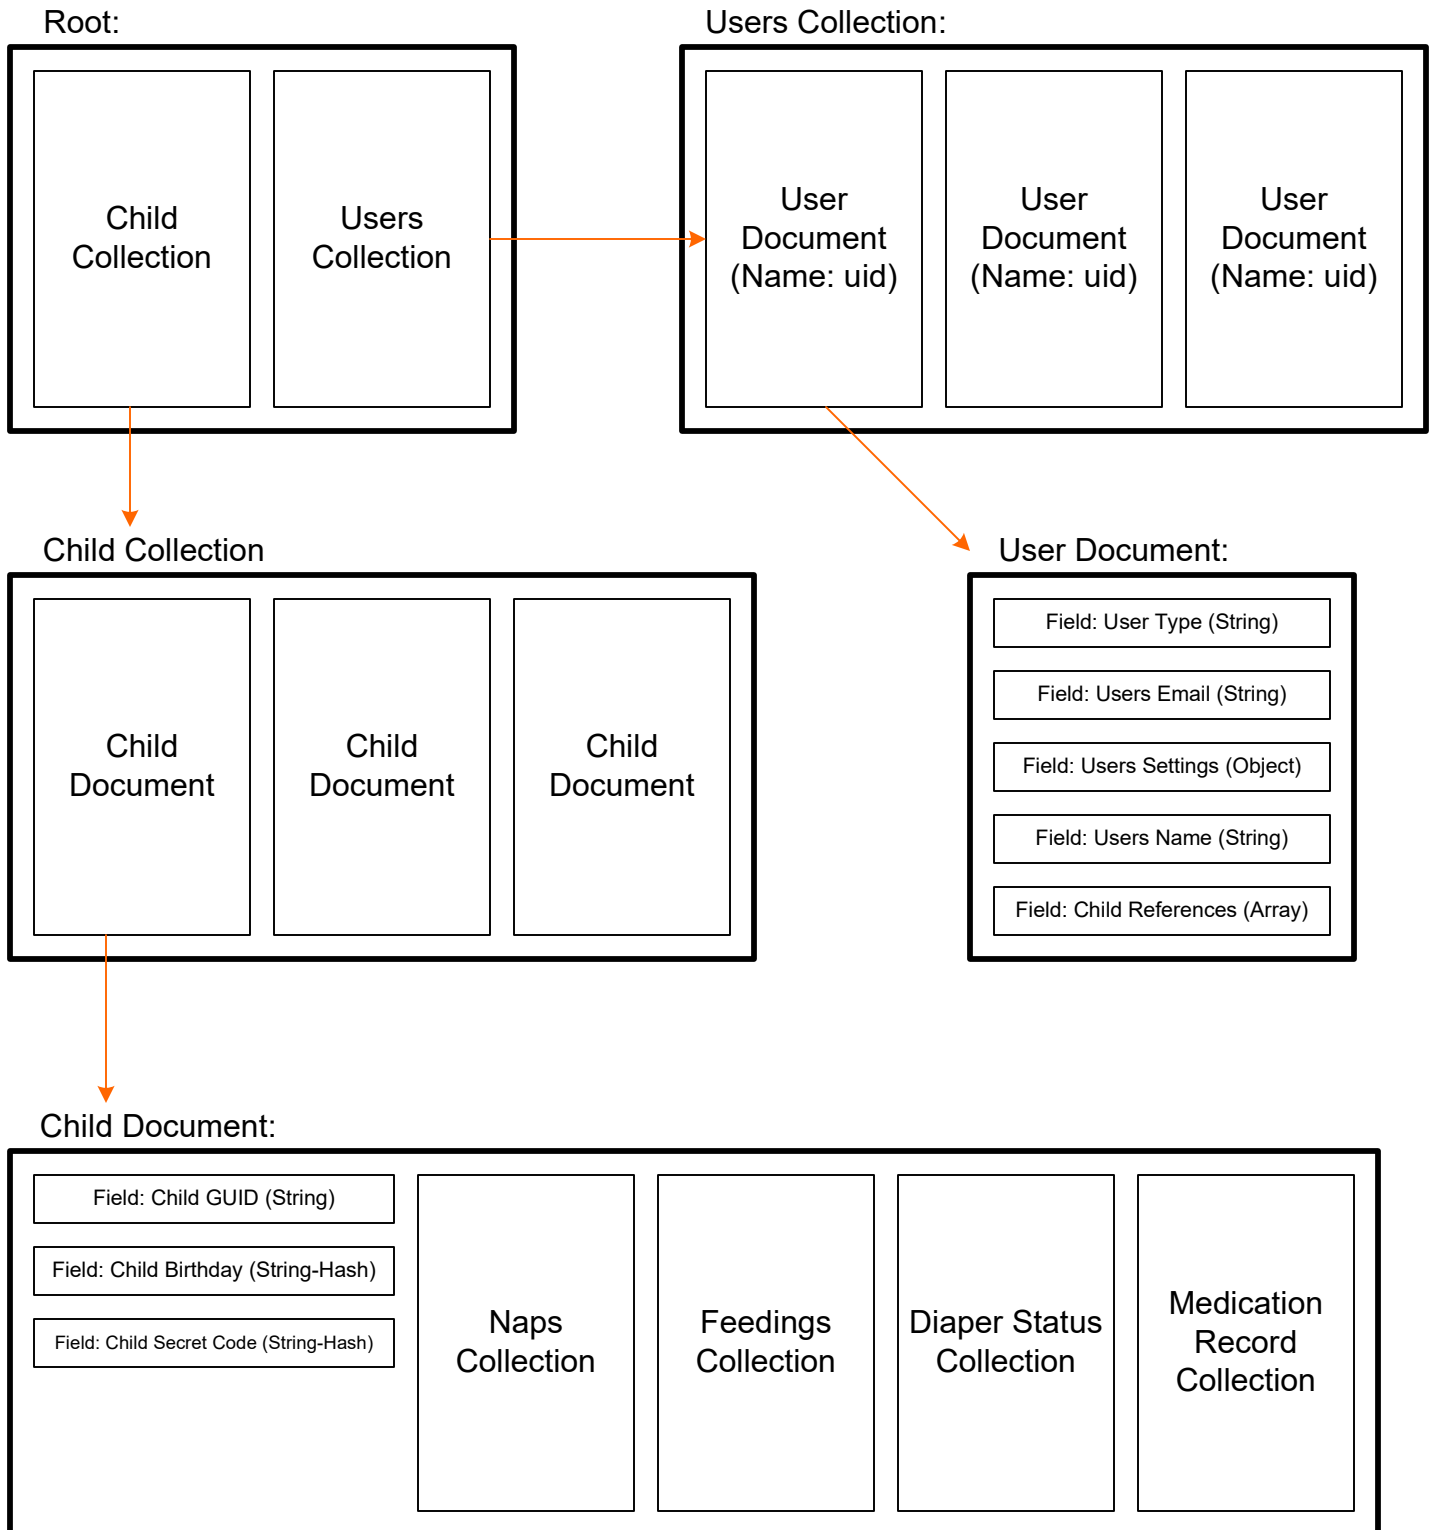 Root:
Child
Collection
Users
Collection
Users Collection:
User
Document
(Name: uid)
User
Document
(Name: uid)
User
Document
(Name: uid)
Child Collection
Child
Document
Child
Document
Child
Document
User Document:
Field: User Type (String)
Field: Users Email (String)
Field: Users Settings (Object)
Field: Users Name (String)
Field: Child References (Array)
Child Document:
Field: Child GUID (String)
Field: Child Birthday (String-Hash)
Field: Child Secret Code (String-Hash)
Naps
Collection
Feedings
Collection
Diaper Status
Collection
Medication
Record
Collection